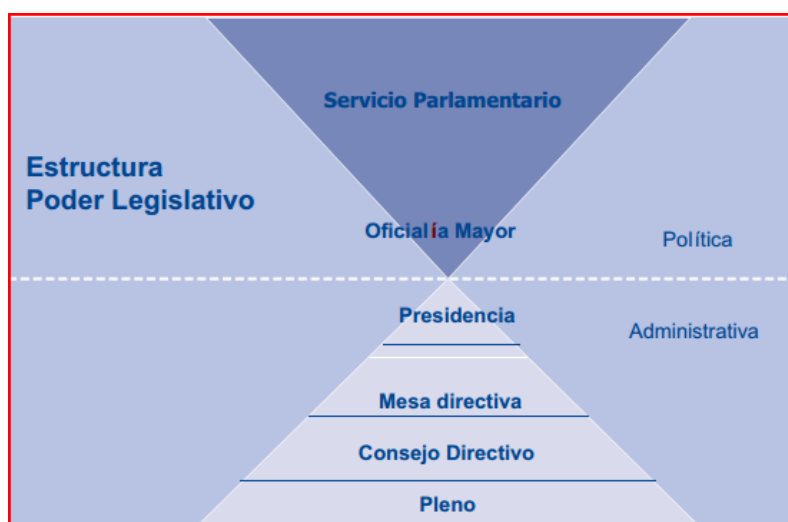 Servicio Parlamentario
Estructura
Poder Legislativo
Oficialía Mayor
Política
Presidencia
Administrativa
Mesa directiva
Consejo Directivo
Pleno